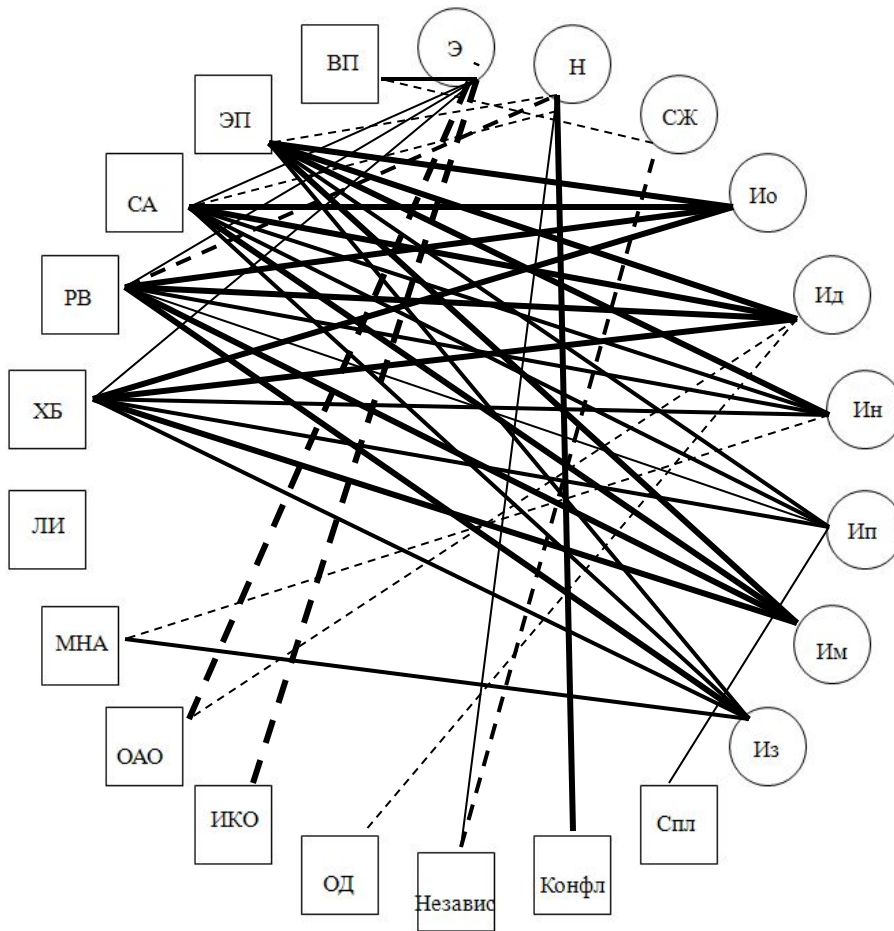 ВП
Э
Н
ЭП
СЖ
СА
Ио
РВ
Ид
ХБ
Ин
ЛИ
Ип
МНА
Им
ОАО
Из
ИКО
Спл
ОД
Независ
Конфл